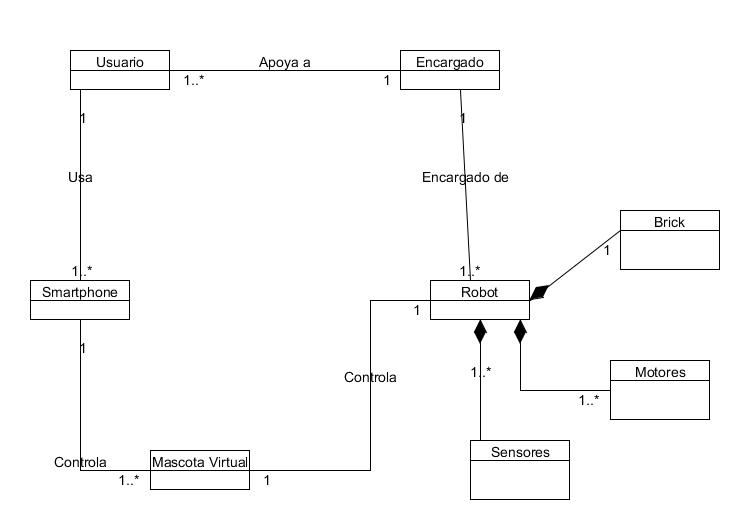 Usuario
Apoya a
Encargado
1..*
1
1
1
Usa
Encargado de
Brick
1
1..*
1..*
Smartphone
Robot
1
1
Controla
1..*
Motores
1..*
Sensores
Controla
Mascota Virtual
1..*
1